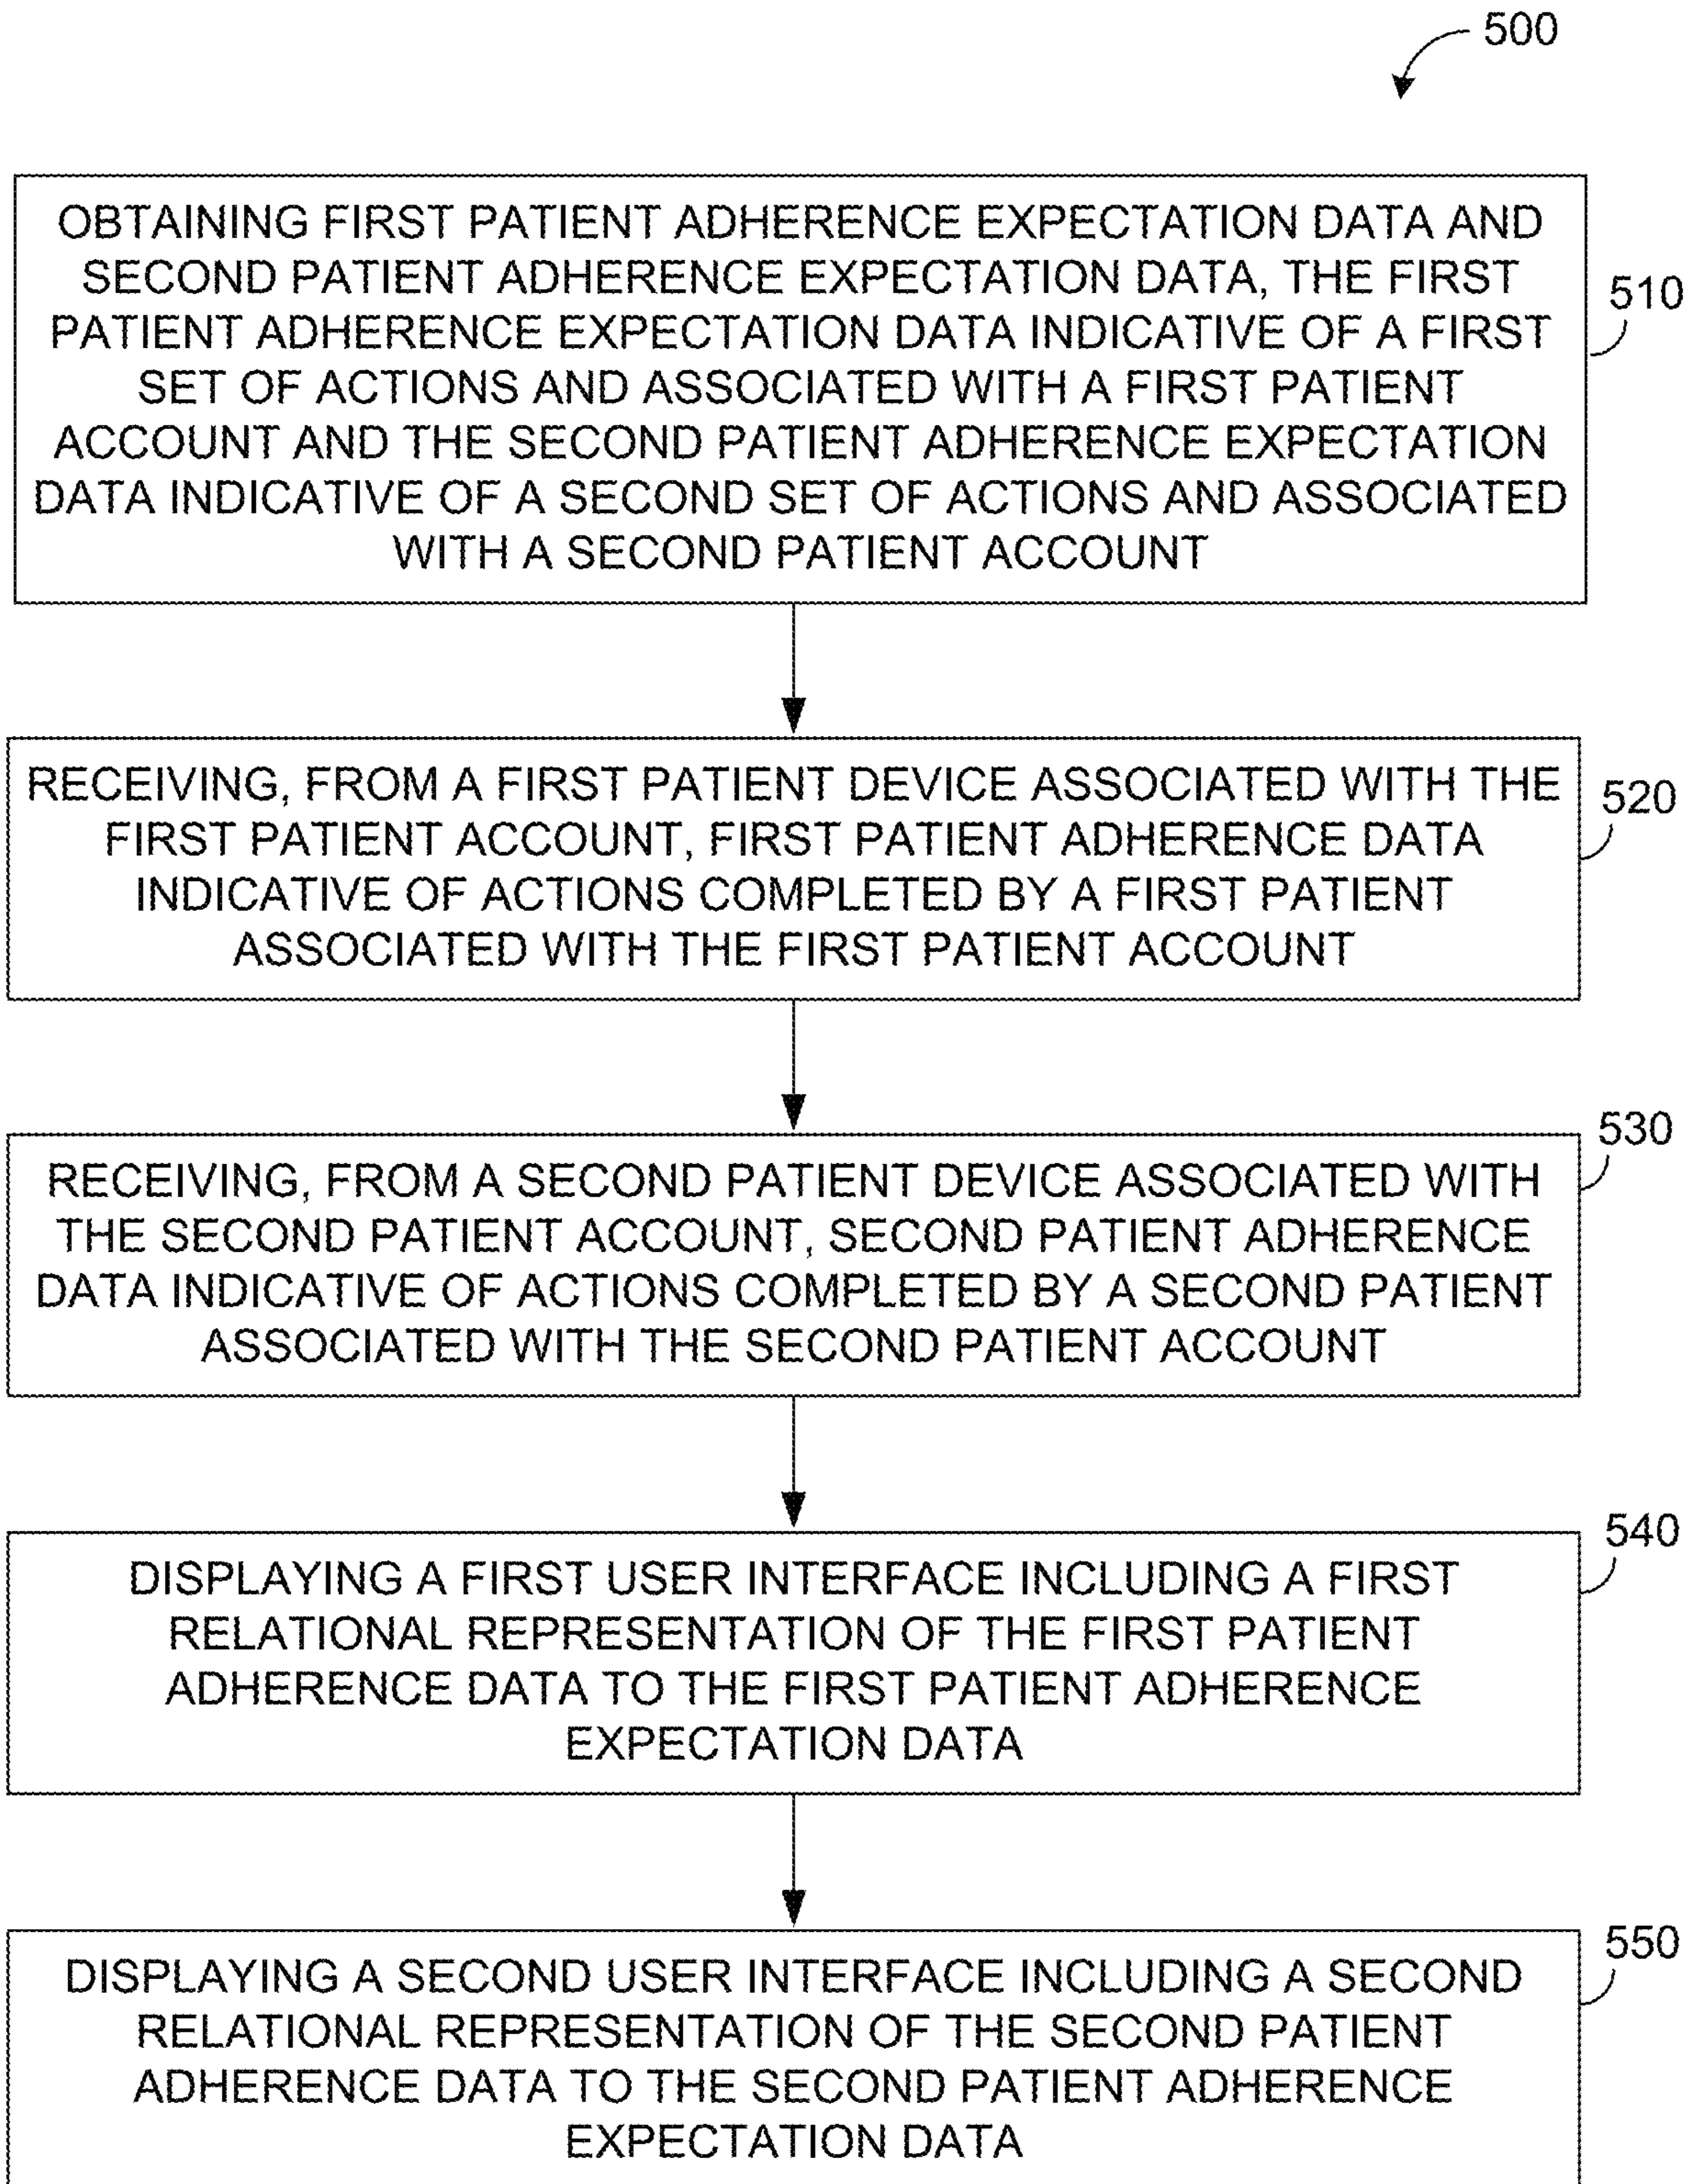 500
OBTAINING FIRST PATIENT ADHERENCE EXPECTATION DATA AND
SECOND PATIENT ADHERENCE EXPECTATION DATA, THE FIRST
PATIENT ADHERENCE EXPECTATION DATA INDICATIVE OF A FIRST
SET OF ACTIONS AND ASSOCIATED WITH A FIRST PATIENT
ACCOUNT AND THE SECOND PATIENT ADHERENCE EXPECTATION
DATA INDICATIVE OF A SECOND SET OF ACTIONS AND ASSOCIATED
WITH A SECOND PATIENT ACCOUNT
510
RECEIVING, FROM A FIRST PATIENT DEVICE ASSOCIATED WITH THE
FIRST PATIENT ACCOUNT, FIRST PATIENT ADHERENCE DATA
INDICATIVE OF ACTIONS COMPLETED BY A FIRST PATIENT
ASSOCIATED WITH THE FIRST PATIENT ACCOUNT
520
RECEIVING, FROM A SECOND PATIENT DEVICE ASSOCIATED WITH
THE SECOND PATIENT ACCOUNT, SECOND PATIENT ADHERENCE
DATA INDICATIVE OF ACTIONS COMPLETED BY A SECOND PATIENT
ASSOCIATED WITH THE SECOND PATIENT ACCOUNT
530
DISPLAYING A FIRST USER INTERFACE INCLUDING A FIRST
RELATIONAL REPRESENTATION OF THE FIRST PATIENT
ADHERENCE DATA TO THE FIRST PATIENT ADHERENCE
EXPECTATION DATA
540
DISPLAYING A SECOND USER INTERFACE INCLUDING A SECOND
RELATIONAL REPRESENTATION OF THE SECOND PATIENT
ADHERENCE DATA TO THE SECOND PATIENT ADHERENCE
EXPECTATION DATA
550